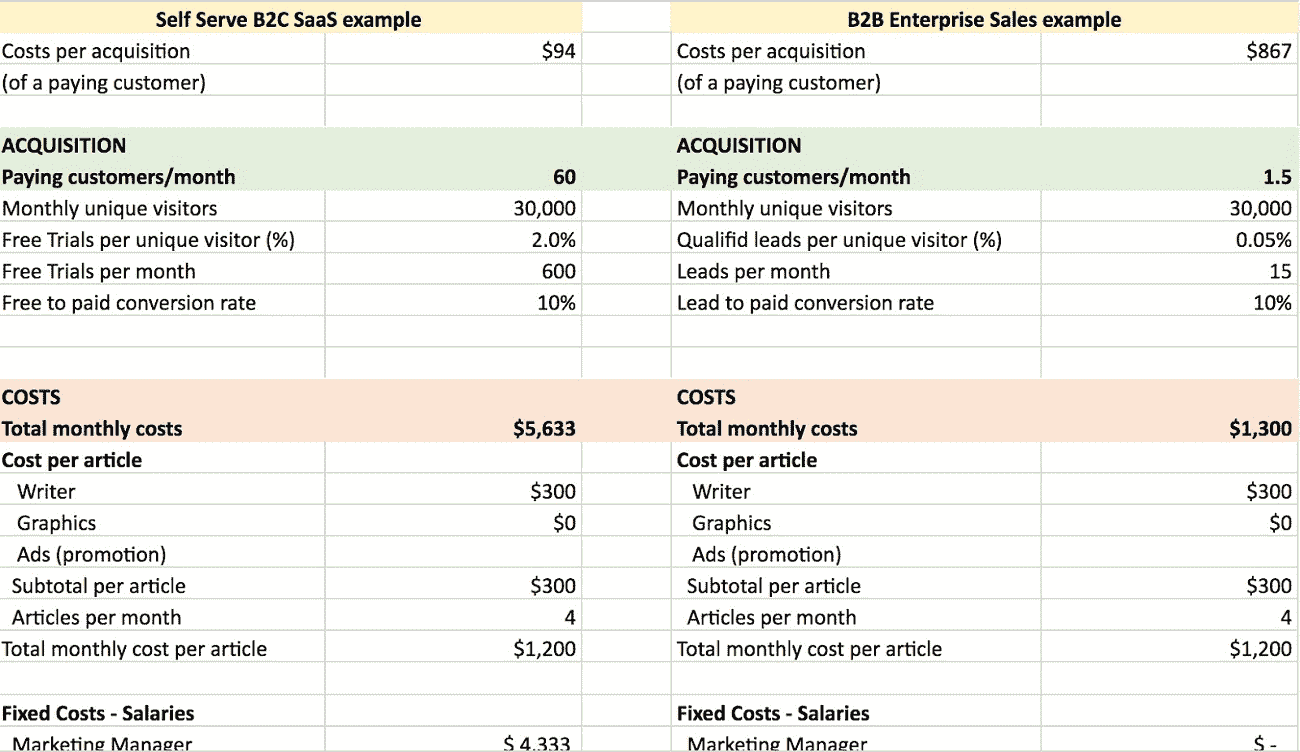 Self Serve B2C SaaS example B2B Enterprise Sales example
Costs per acquisition $94 Costs per acquisition $867
(of a paying customer) (of a paying customer)
ACQUISITION ACQUISITION
Paying customers/month 60 Paying customers/month 1.5
Monthly unique visitors 30,000 Monthly unique visitors 30,000
Free Trials per unique visitor (%) 2.0% Qualifid leads per unique visitor (%) 0.05%
Free Trials per month 600 Leads per month 15
Free to paid conversion rate 10% Lead to paid conversion rate 10%
COSTS COSTS
Total monthly costs $5,633 Total monthly costs $1,300
Cost per article Cost per article
Writer $300 Writer $300
Graphics $0 Graphics $0
Ads (promotion) Ads (promotion)
Subtotal per article $300 Subtotal per article $300
Articles per month 4 Articles per month 4
Total monthly cost per article $1,200 Total monthly cost per article $1,200
Fixed Costs - Salaries Fixed Costs - Salaries
Marketing Manager $ 4,333 Marketing Manager $ -